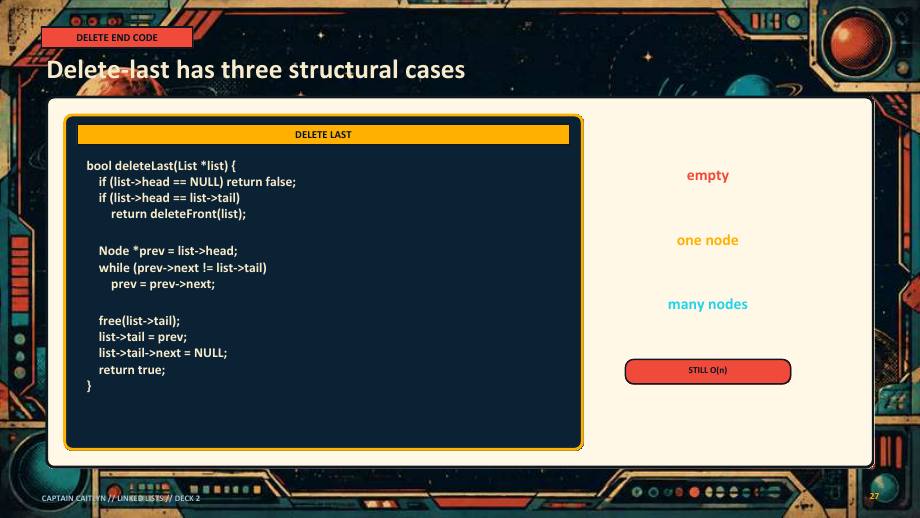 DELETE END CODE
Delete-last has three structural cases
DELETE LAST
bool deleteLast(List *list) {
    if (list->head == NULL) return false;
    if (list->head == list->tail)
        return deleteFront(list);
    Node *prev = list->head;
    while (prev->next != list->tail)
        prev = prev->next;
    free(list->tail);
    list->tail = prev;
    list->tail->next = NULL;
    return true;
}
empty
one node
many nodes
STILL O(n)
CAPTAIN CAITLYN // LINKED LISTS // DECK 2
27